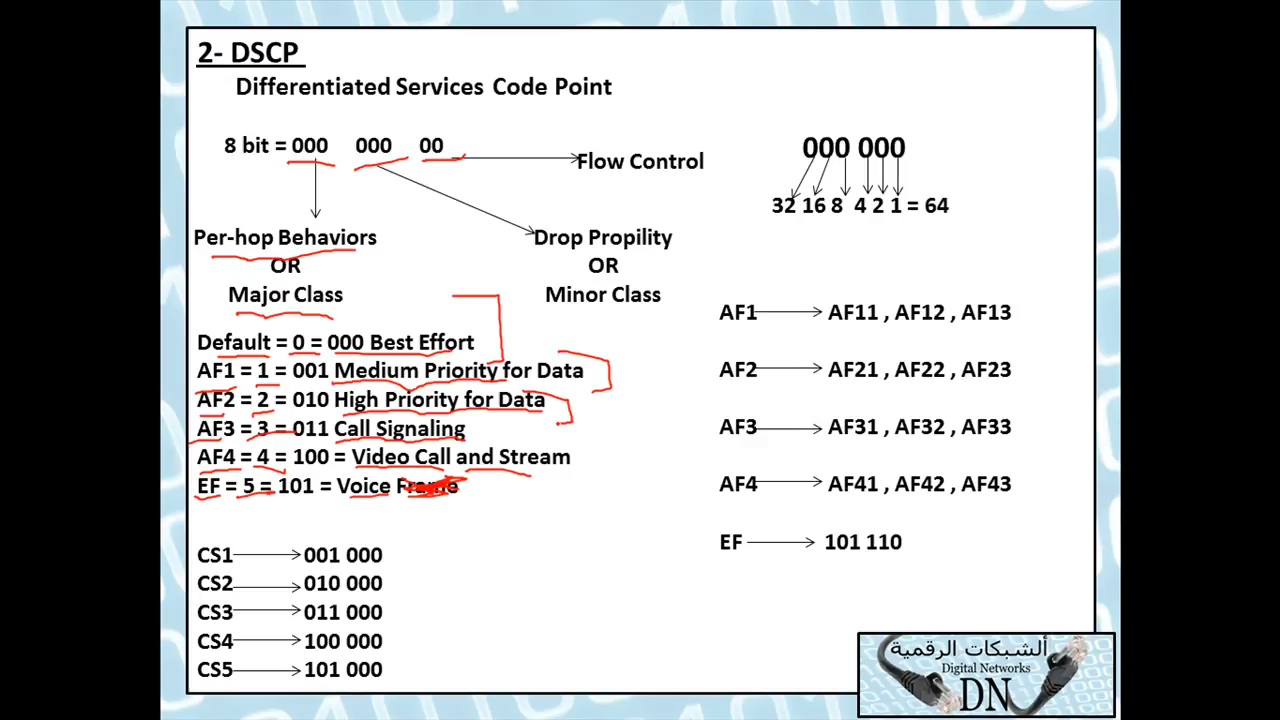 2- DSCP
Differentiated Services Code Point
8 bit = 000 000 00
Flow Control
Per-hop Behaviors
OR
Major Class
Drop Propility
OR
Minor Class
Default = 0 = 000 Best Effort
AF1 = 1 = 001 Medium Priority for Data
AF2 = 2 = 010 High Priority for Data
AF3 = 3 = 011 Call Signaling
AF4 = 4 = 100 = Video Call and Stream
EF = 5 = 101 = Voice Frame
CS1 001 000
CS2 010 000
CS3 011 000
CS4 100 000
CS5 101 000
000 000
32 16 8 4 2 1 = 64
AF1 AF11 , AF12 , AF13
AF2 AF21 , AF22 , AF23
AF3 AF31 , AF32 , AF33
AF4 AF41 , AF42 , AF43
EF 101 110
ألشبكات الرقمية
Digital Networks
DN